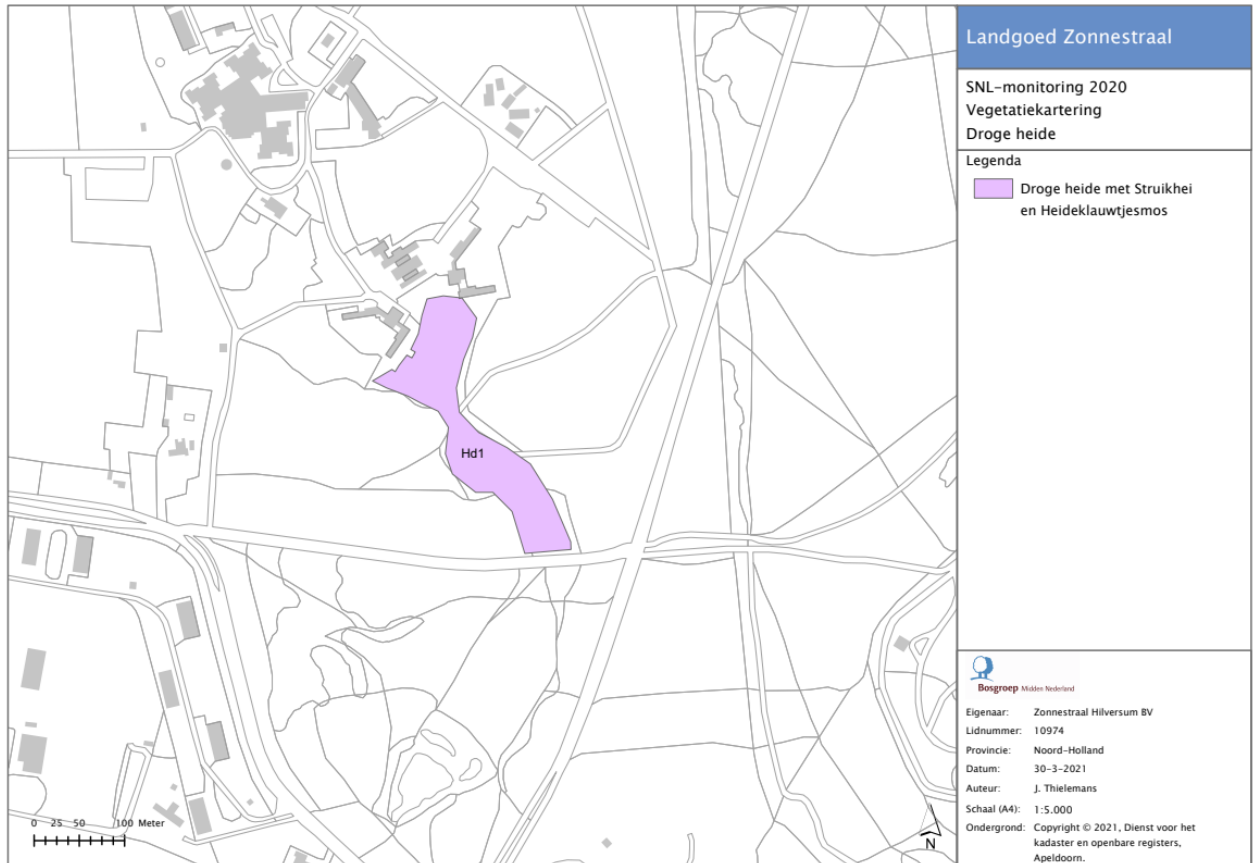 Landgoed Zonnestraal
SNL-monitoring 2020
Vegetatiekartering
Droge heide
Legenda
Droge heide met Struikhei
en Heideklauwtjesmos
Hd1
0 25 50 100 Meter
N
Bosgroep Midden Nederland
Eigenaar: Zonnestraal Hilversum BV
Lidnummer: 10974
Provincie: Noord-Holland
Datum: 30-3-2021
Auteur: J. Thielemans
Schaal (A4): 1:5.000
Ondergrond: Copyright © 2021, Dienst voor het
kadaster en openbare registers,
Apeldoorn.